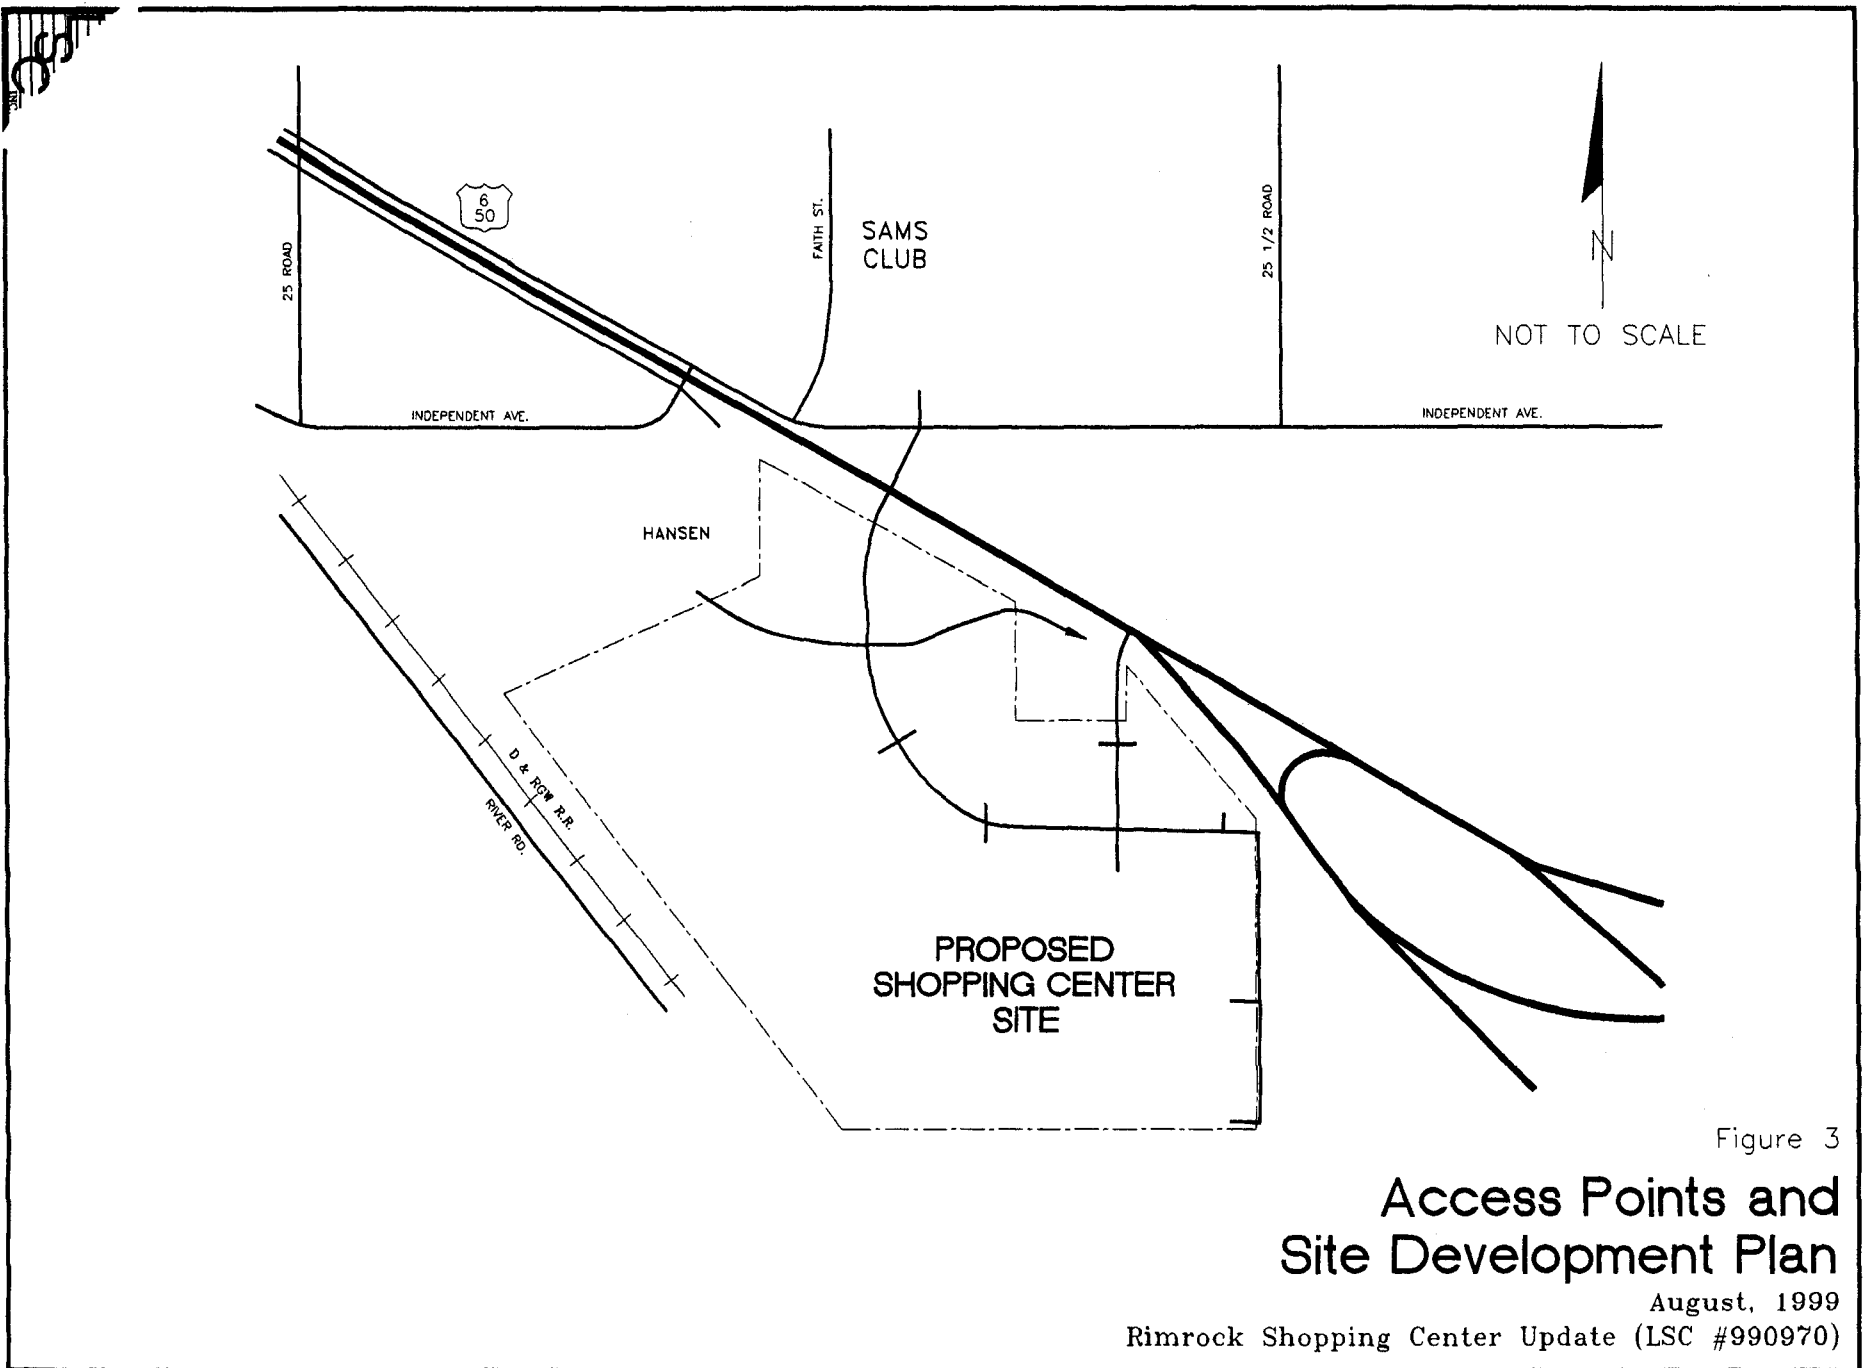 LSC
INC
6
50
25 ROAD
FAITH ST.
SAMS
CLUB
25 1/2 ROAD
N
NOT TO SCALE
INDEPENDENT AVE.
INDEPENDENT AVE.
HANSEN
D & RGW R.R.
RIVER RD.
PROPOSED
SHOPPING CENTER
SITE
Figure 3
Access Points and
Site Development Plan
August, 1999
Rimrock Shopping Center Update (LSC #990970)